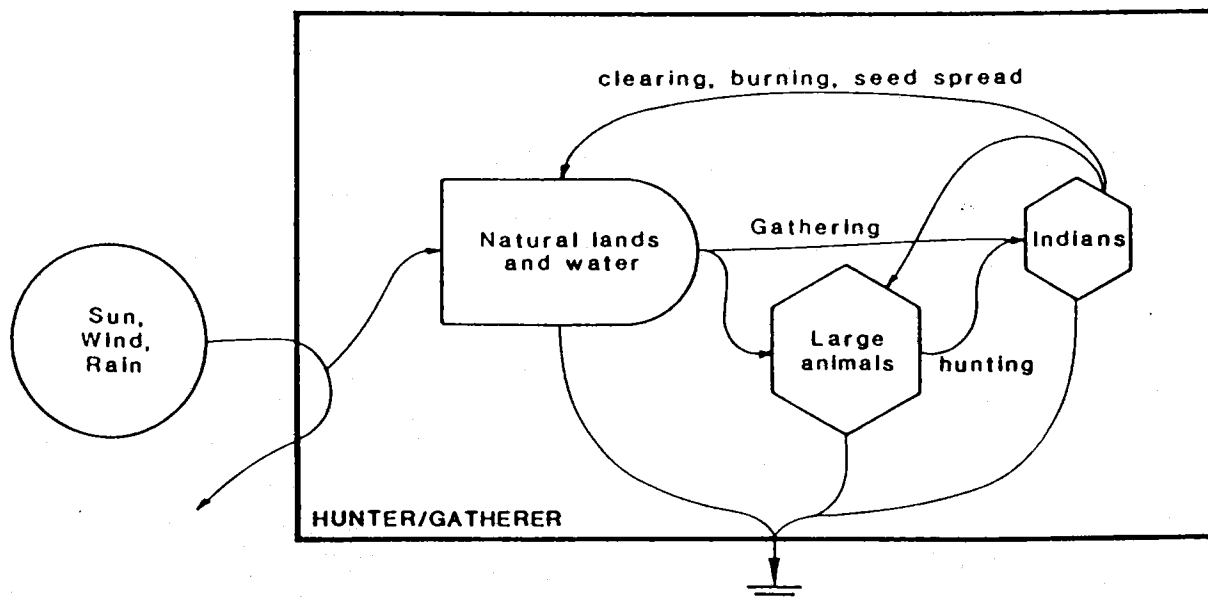 clearing, burning, seed spread
Natural lands
and water
Gathering
Indians
Sun,
Wind,
Rain
Large
animals
hunting
HUNTER/GATHERER